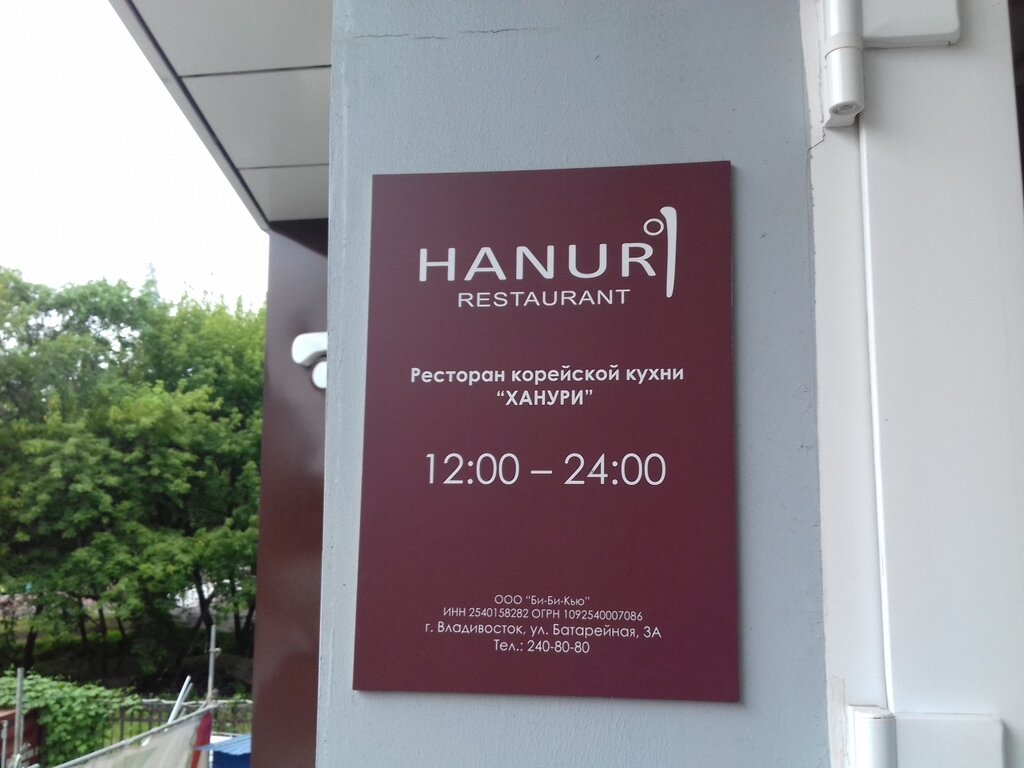 HANURI
RESTAURANT
Ресторан корейской кухни
“ХАНУРИ”
12:00 – 24:00
ООО "Би-Би-Кью"
ИНН 2540158282 ОГРН 1092540007086
г. Владивосток, ул. Батарейная, 3А
Тел.: 240-80-80